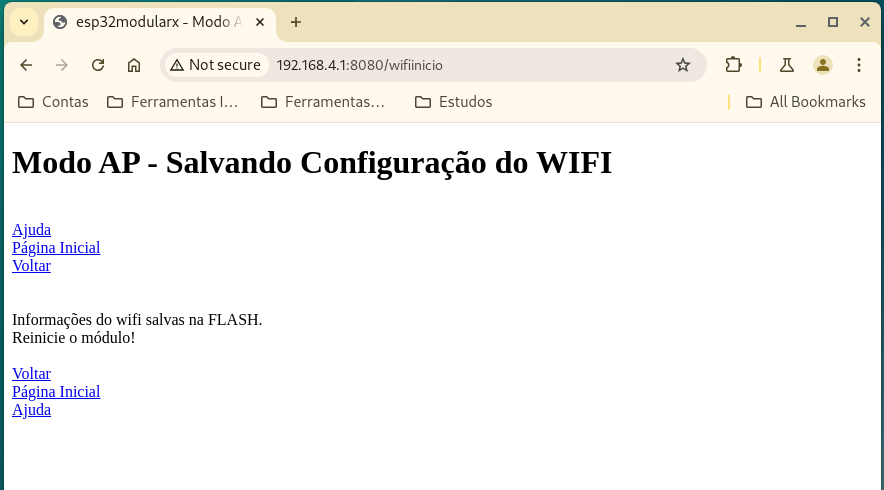 esp32modularx - Modo A
Not secure
192.168.4.1:8080/wifiinicio
Contas
Ferramentas I...
Ferramentas...
Estudos
All Bookmarks
Modo AP - Salvando Configuração do WIFI
Ajuda
Página Inicial
Voltar
Informações do wifi salvas na FLASH.
Reinicie o módulo!
Voltar
Página Inicial
Ajuda